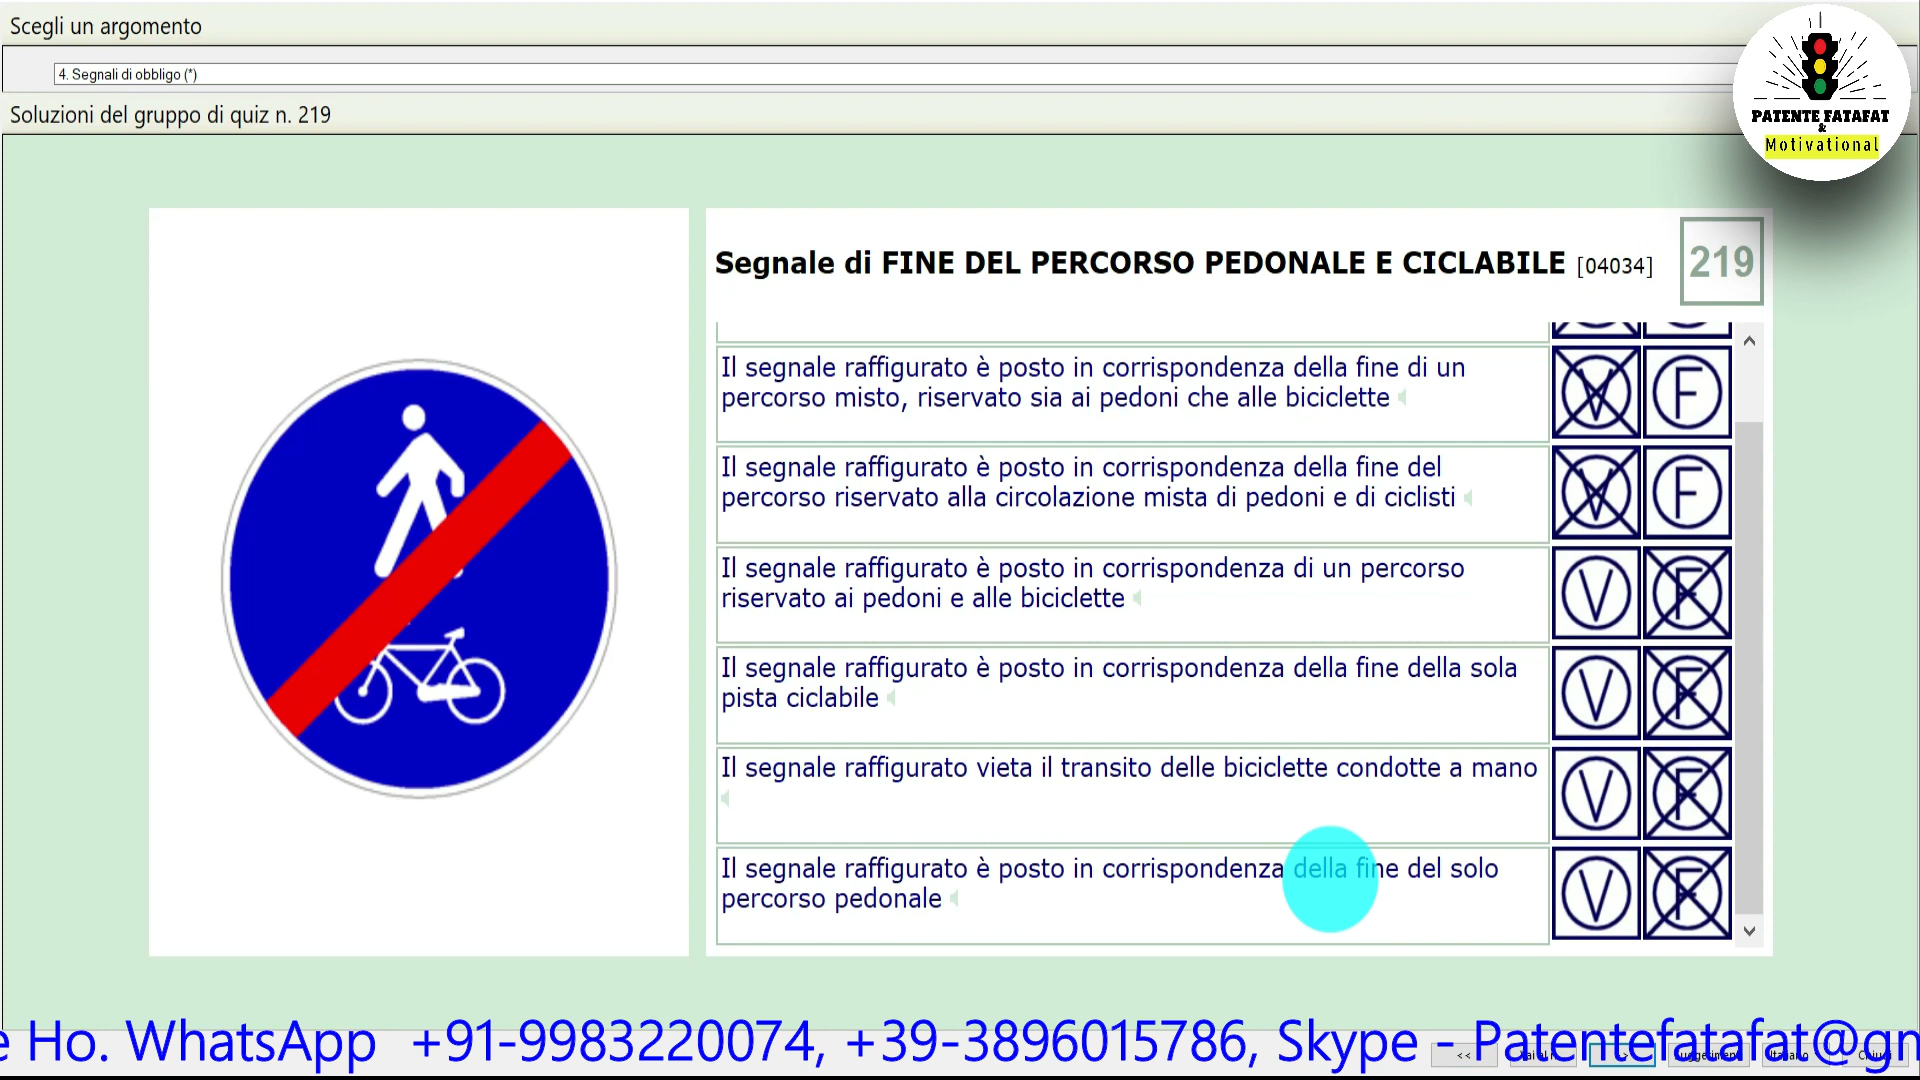 Scegli un argomento
4. Segnali di obbligo (*)
Soluzioni del gruppo di quiz n. 219
PATENTE FATAFAT
&
Motivational
Segnale di FINE DEL PERCORSO PEDONALE E CICLABILE [04034]
219
Il segnale raffigurato è posto in corrispondenza della fine di un
percorso misto, riservato sia ai pedoni che alle biciclette
V F
Il segnale raffigurato è posto in corrispondenza della fine del
percorso riservato alla circolazione mista di pedoni e di ciclisti
V F
Il segnale raffigurato è posto in corrispondenza di un percorso
riservato ai pedoni e alle biciclette
V F
Il segnale raffigurato è posto in corrispondenza della fine della sola
pista ciclabile
V F
Il segnale raffigurato vieta il transito delle biciclette condotte a mano
V F
Il segnale raffigurato è posto in corrispondenza della fine del solo
percorso pedonale
V F
e Ho. WhatsApp +91-9983220074, +39-3896015786, Skype - Patentefatafat@gn
<<